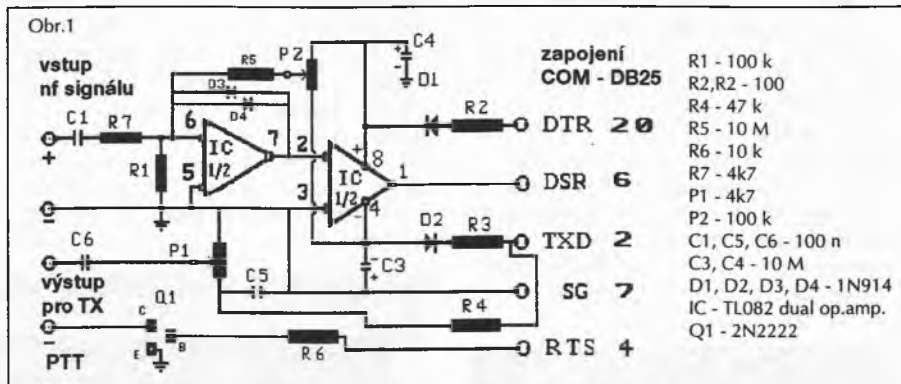 Obr.1
vstup
nf signálu
C1
R7
+
R1
6
5
IC
1/2
7
R5
D3
D4
P2
2
3
IC
1/2
+
8
1
4
-
+
-
C4
D1
R2
D2
R3
-
+
C3
C6
P1
C5
R4
výstup
pro TX
Q1
C
B
E
-
PTT
R6
zapojení
COM - DB25
DTR 20
DSR 6
TXD 2
SG 7
RTS 4
R1 - 100 k
R2,R2 - 100
R4 - 47 k
R5 - 10 M
R6 - 10 k
R7 - 4k7
P1 - 4k7
P2 - 100 k
C1, C5, C6 - 100 n
C3, C4 - 10 M
D1, D2, D3, D4 - 1N914
IC - TL082 dual op.amp.
Q1 - 2N2222